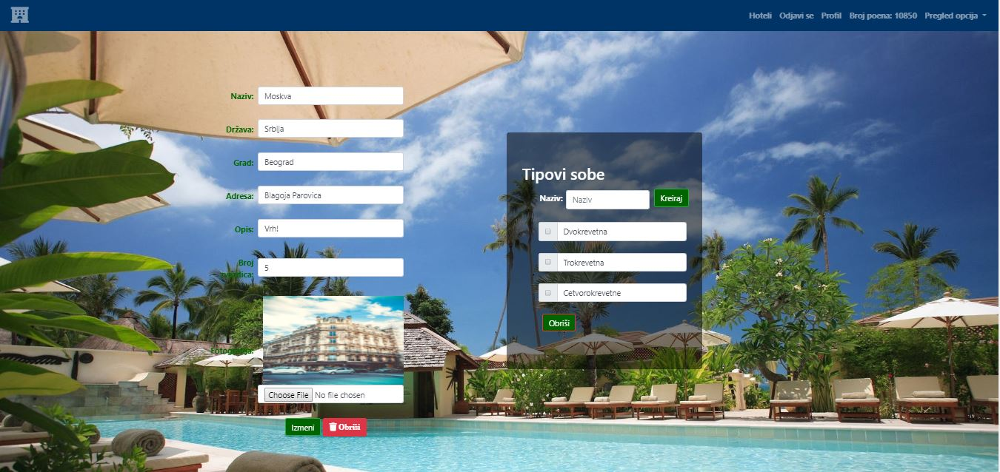 Hoteli Odjavi se Profil Broj poena: 10850 Pregled opcija
Naziv: Moskva
Država: Srbija
Grad: Beograd
Adresa: Blagoja Parovica
Opis: Vrh!
Broj zvezdica: 5
Fotografija:
Choose File No file chosen
Izmeni Obriši
Tipovi sobe
Naziv: Naziv Kreiraj
Dvokrevetna
Trokrevetna
Cetvorokrevetne
Obriši